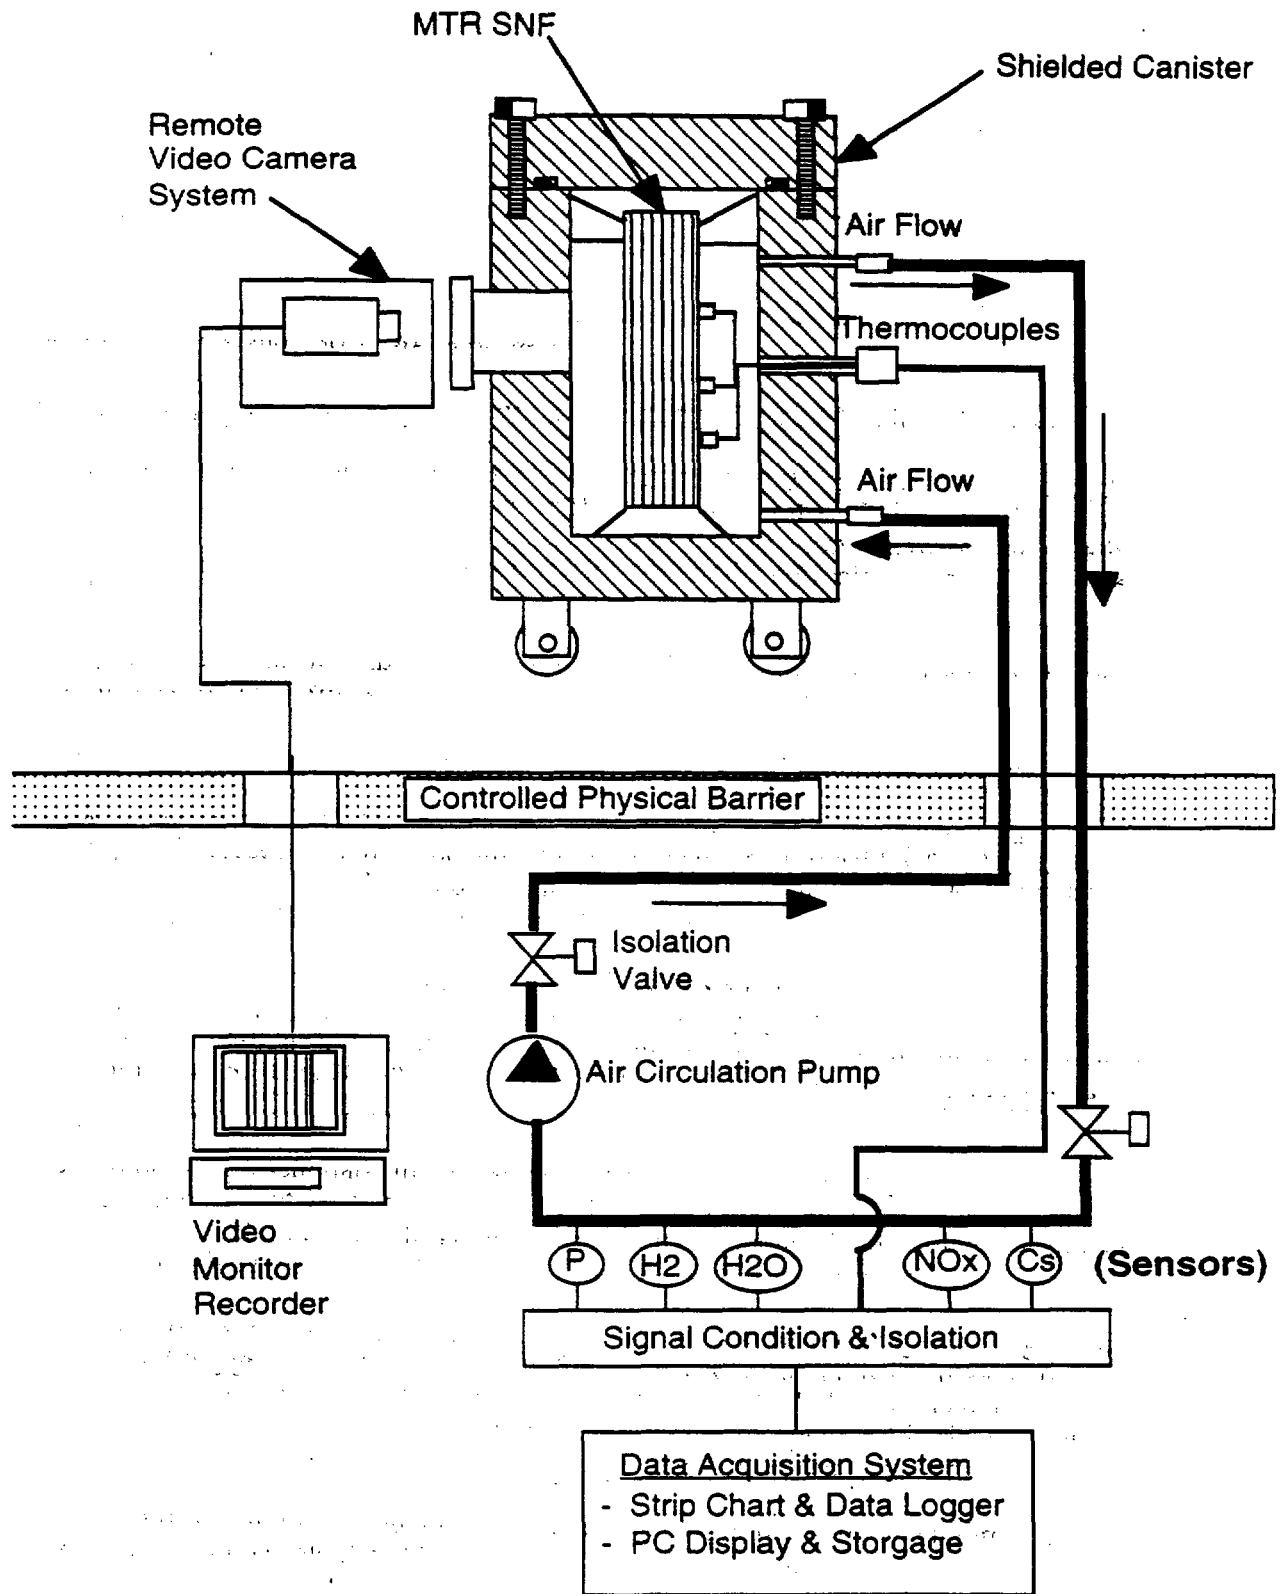 MTR SNF
Shielded Canister
Remote
Video Camera
System
Air Flow
Thermocouples
Air Flow
Controlled Physical Barrier
Isolation
Valve
Air Circulation Pump
Video
Monitor
Recorder
P
H2
H2O
NOx
Cs
(Sensors)
Signal Condition & Isolation
Data Acquisition System
- Strip Chart & Data Logger
- PC Display & Storgage